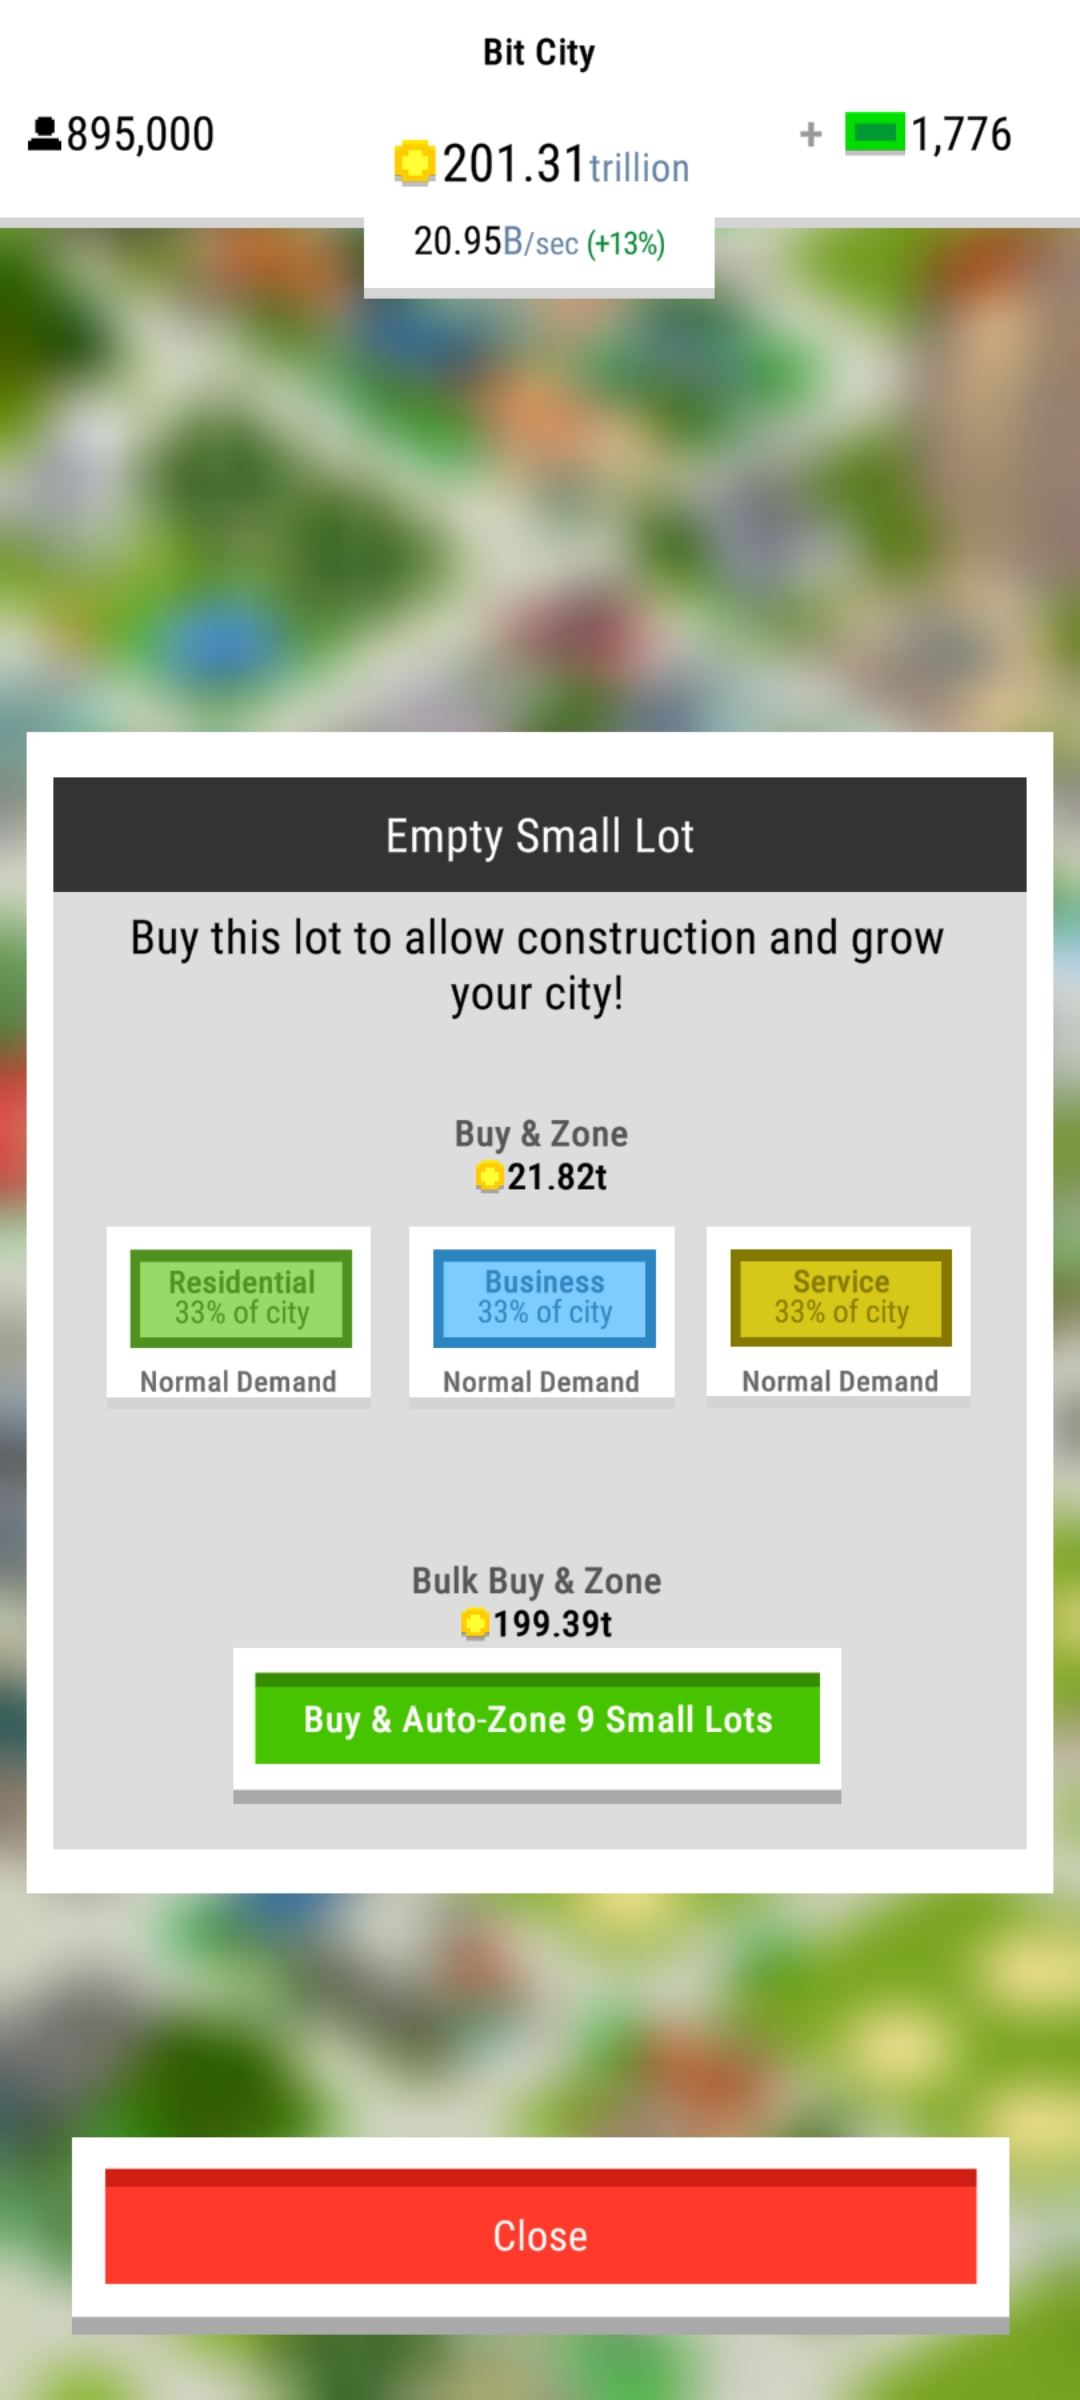 Bit City
895,000
201.31trillion
+ 1,776
20.95B/sec (+13%)
Empty Small Lot
Buy this lot to allow construction and grow
your city!
Buy & Zone
21.82t
Residential
33% of city
Normal Demand
Business
33% of city
Normal Demand
Service
33% of city
Normal Demand
Bulk Buy & Zone
199.39t
Buy & Auto-Zone 9 Small Lots
Close